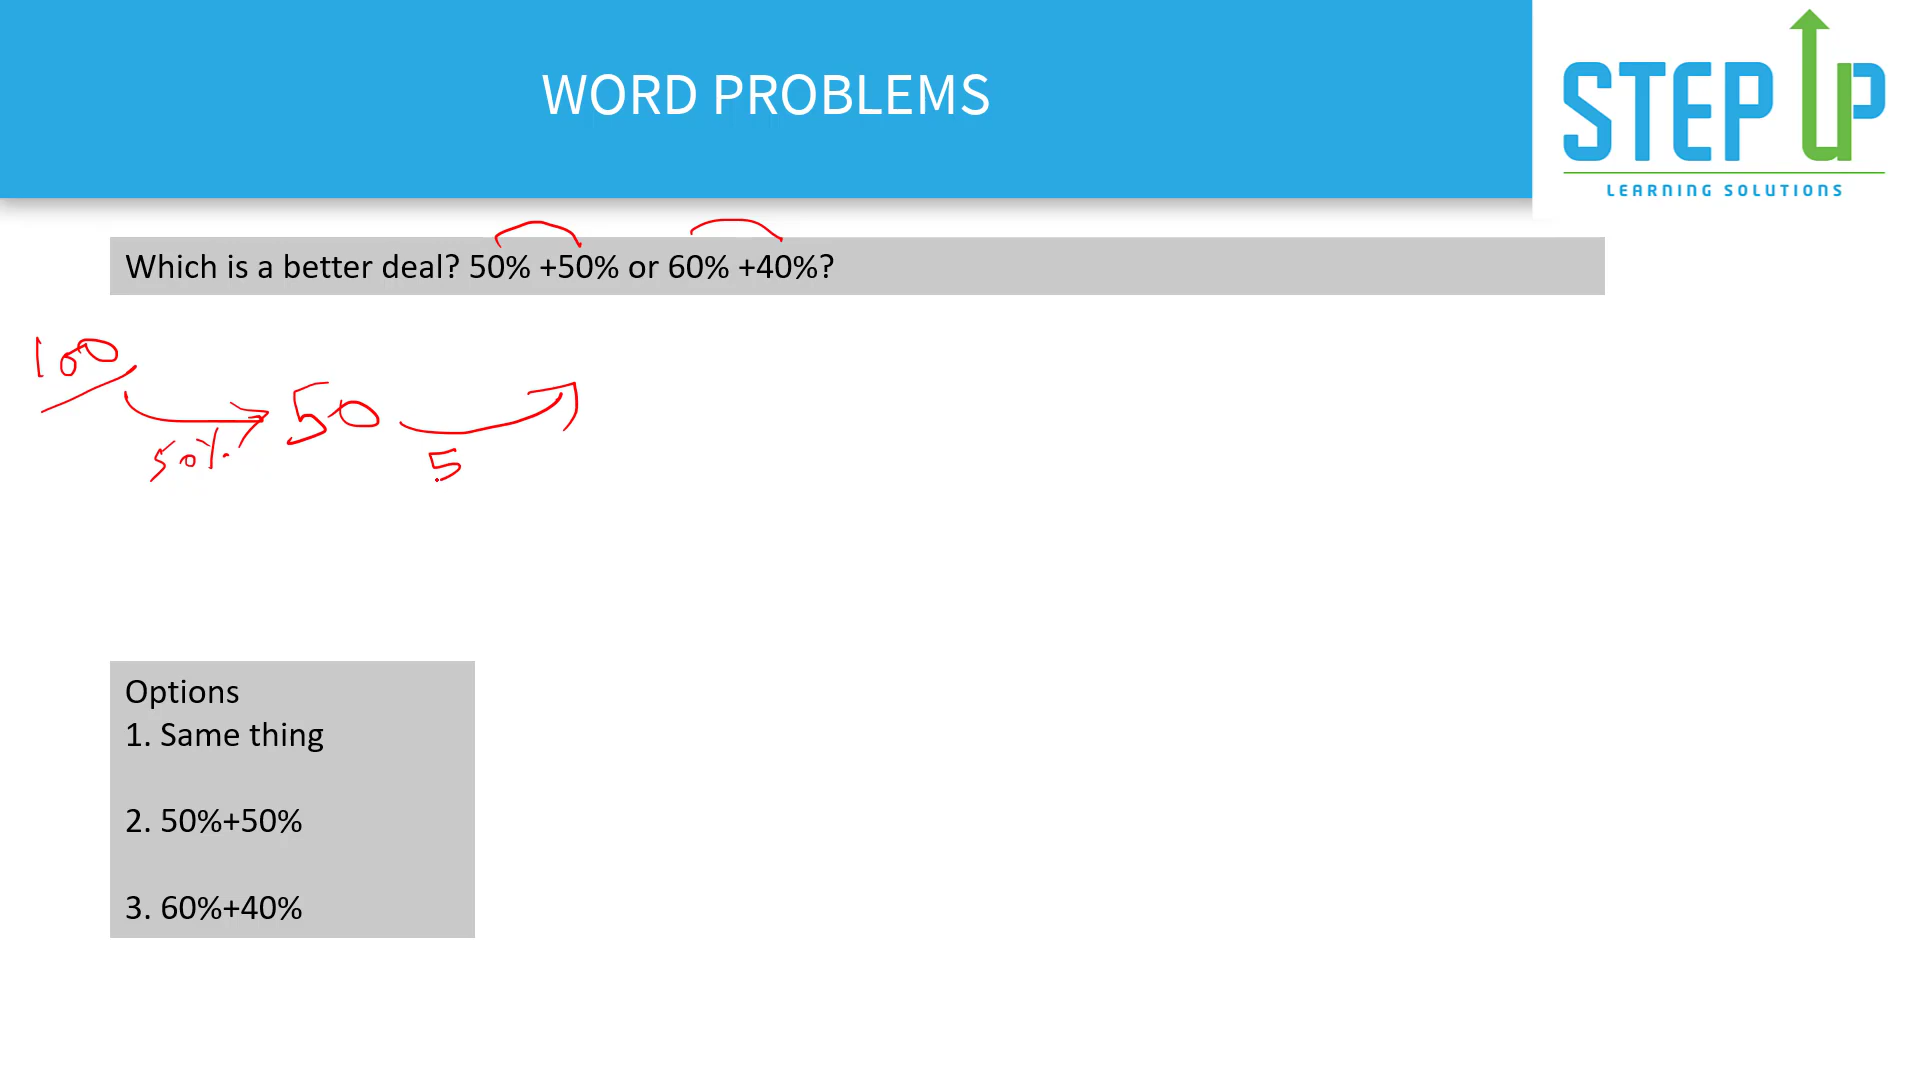 WORD PROBLEMS
STEP UP
LEARNING SOLUTIONS
Which is a better deal? 50% +50% or 60% +40%?
100
50
50%
5
Options
1. Same thing
2. 50%+50%
3. 60%+40%